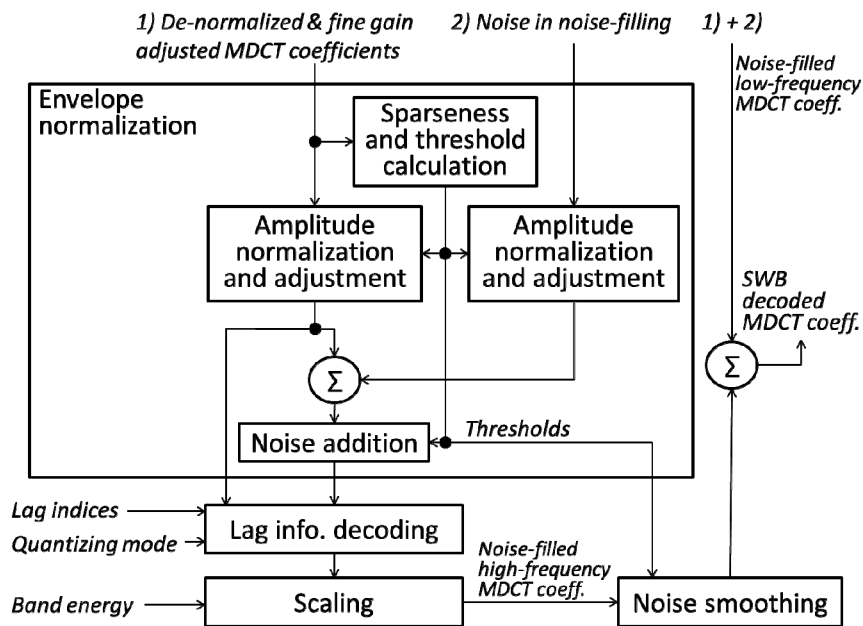 1) De-normalized & fine gain
adjusted MDCT coefficients
2) Noise in noise-filling
1) + 2)
Noise-filled
low-frequency
MDCT coeff.
Envelope
normalization
Sparseness
and threshold
calculation
Amplitude
normalization
and adjustment
Amplitude
normalization
and adjustment
SWB
decoded
MDCT coeff.
Σ
Σ
Noise addition
Thresholds
Lag indices
Quantizing mode
Lag info. decoding
Noise-filled
high-frequency
MDCT coeff.
Band energy
Scaling
Noise smoothing